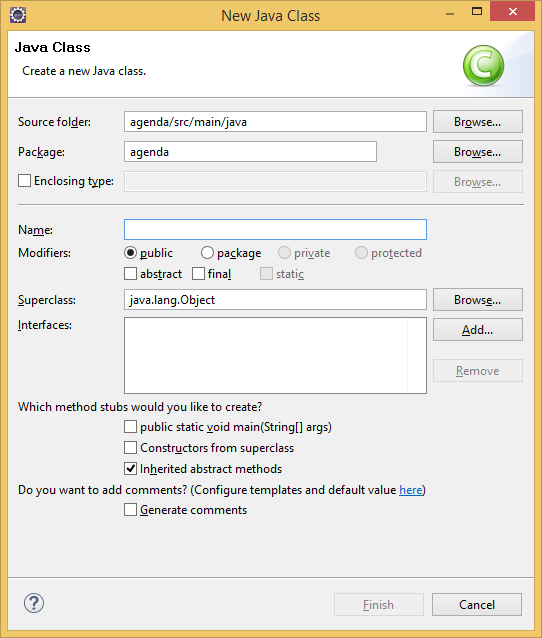 New Java Class
Java Class
Create a new Java class.
C
Source folder: agenda/src/main/java Browse...
Package: agenda Browse...
Enclosing type: Browse...
Name:
Modifiers: public package private protected
abstract final static
Superclass: java.lang.Object Browse...
Interfaces: Add...
Remove
Which method stubs would you like to create?
public static void main(String[] args)
Constructors from superclass
Inherited abstract methods
Do you want to add comments? (Configure templates and default value here)
Generate comments
? Finish Cancel